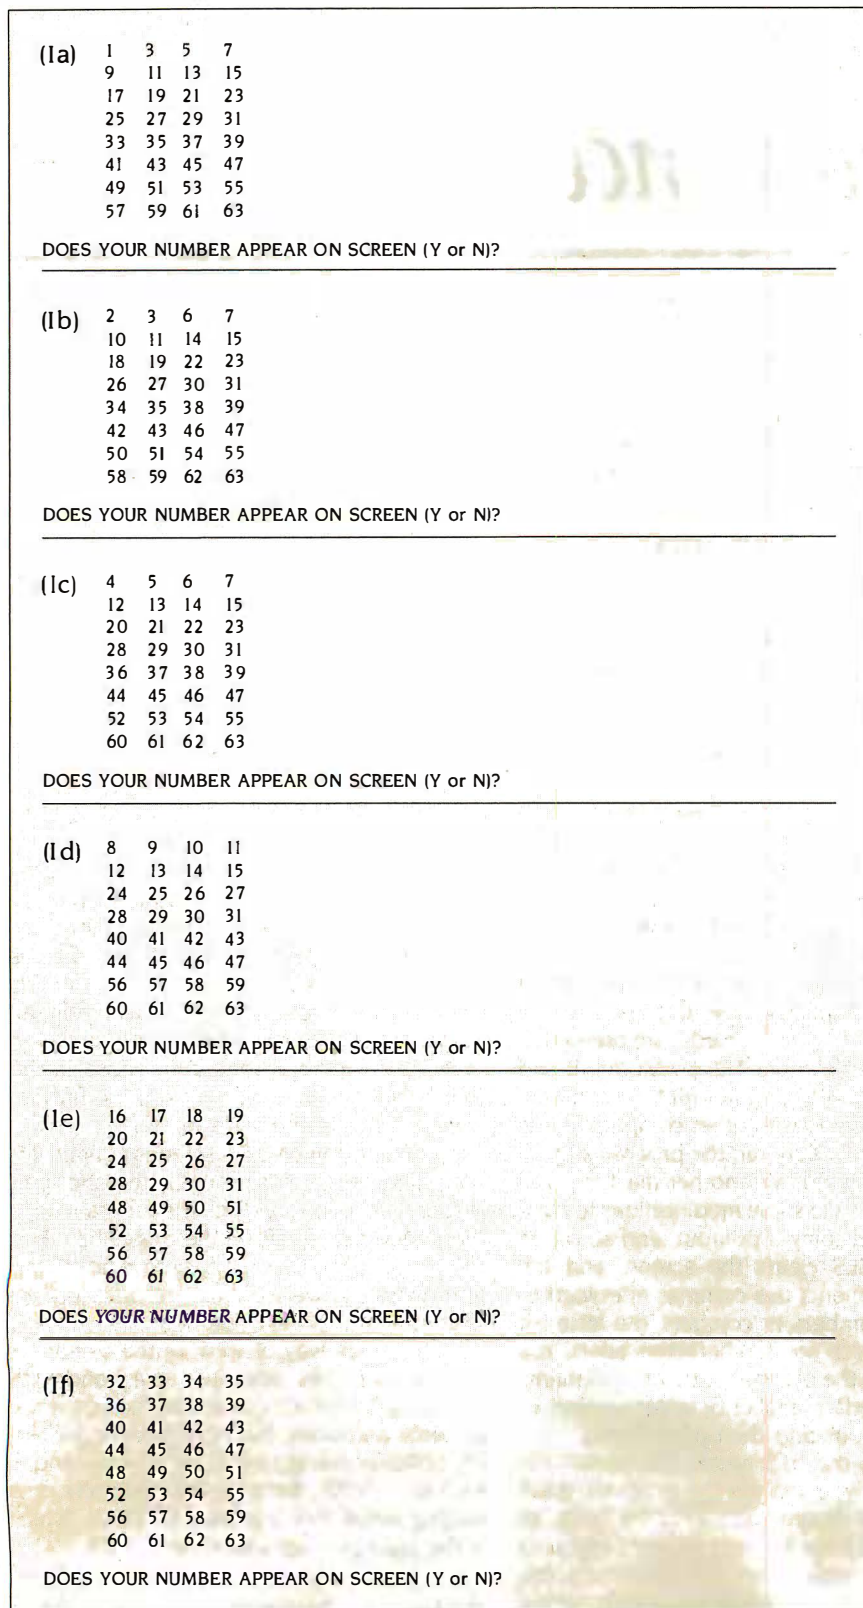 (1a) 1 3 5 7
9 11 13 15
17 19 21 23
25 27 29 31
33 35 37 39
41 43 45 47
49 51 53 55
57 59 61 63
DOES YOUR NUMBER APPEAR ON SCREEN (Y or N)?
(1b) 2 3 6 7
10 11 14 15
18 19 22 23
26 27 30 31
34 35 38 39
42 43 46 47
50 51 54 55
58 59 62 63
DOES YOUR NUMBER APPEAR ON SCREEN (Y or N)?
(1c) 4 5 6 7
12 13 14 15
20 21 22 23
28 29 30 31
36 37 38 39
44 45 46 47
52 53 54 55
60 61 62 63
DOES YOUR NUMBER APPEAR ON SCREEN (Y or N)?
(1d) 8 9 10 11
12 13 14 15
24 25 26 27
28 29 30 31
40 41 42 43
44 45 46 47
56 57 58 59
60 61 62 63
DOES YOUR NUMBER APPEAR ON SCREEN (Y or N)?
(1e) 16 17 18 19
20 21 22 23
24 25 26 27
28 29 30 31
48 49 50 51
52 53 54 55
56 57 58 59
60 61 62 63
DOES YOUR NUMBER APPEAR ON SCREEN (Y or N)?
(1f) 32 33 34 35
36 37 38 39
40 41 42 43
44 45 46 47
48 49 50 51
52 53 54 55
56 57 58 59
60 61 62 63
DOES YOUR NUMBER APPEAR ON SCREEN (Y or N)?